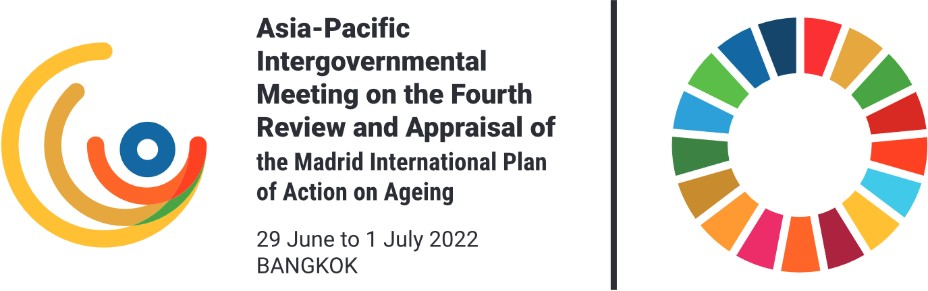 Asia-Pacific
Intergovernmental
Meeting on the Fourth
Review and Appraisal of
the Madrid International Plan
of Action on Ageing
29 June to 1 July 2022
BANGKOK